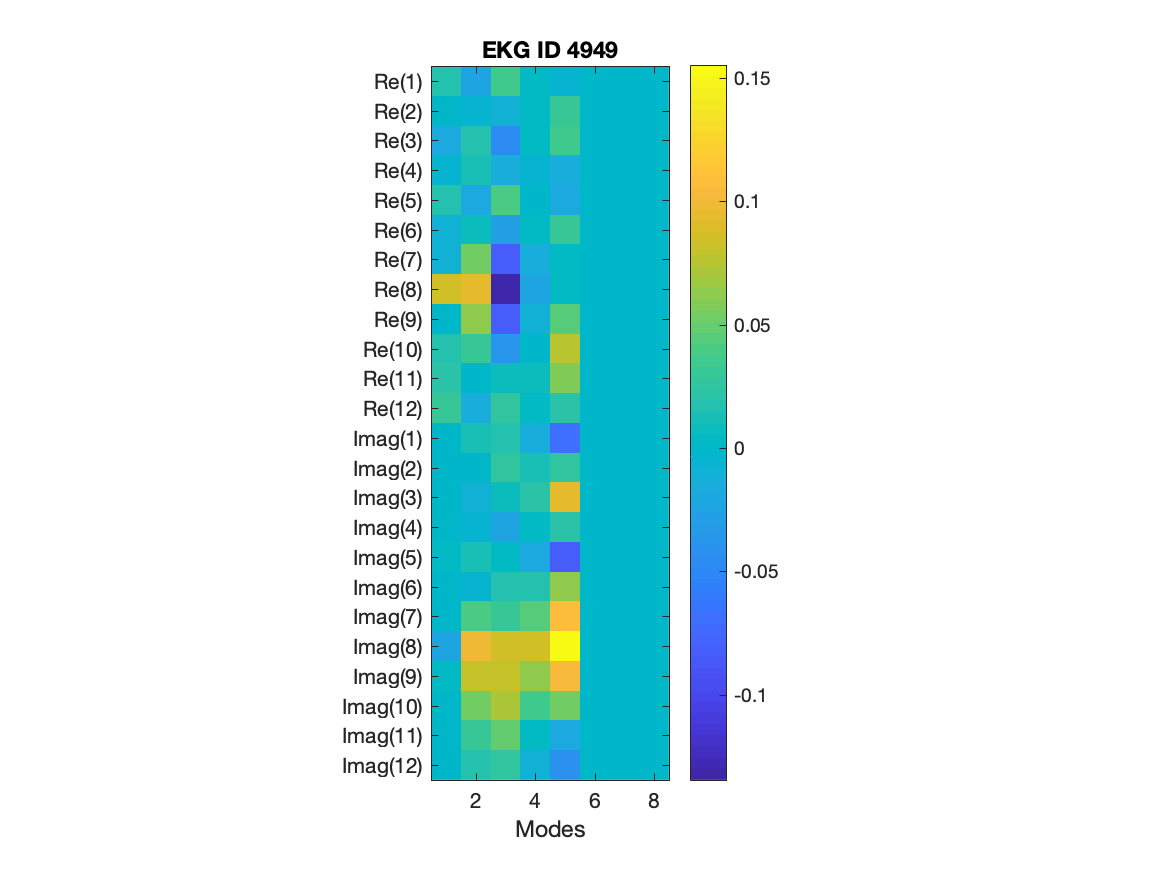 EKG ID 4949
Re(1)
Re(2)
Re(3)
Re(4)
Re(5)
Re(6)
Re(7)
Re(8)
Re(9)
Re(10)
Re(11)
Re(12)
Imag(1)
Imag(2)
Imag(3)
Imag(4)
Imag(5)
Imag(6)
Imag(7)
Imag(8)
Imag(9)
Imag(10)
Imag(11)
Imag(12)
2 4 6 8
Modes
0.15
0.1
0.05
0
-0.05
-0.1